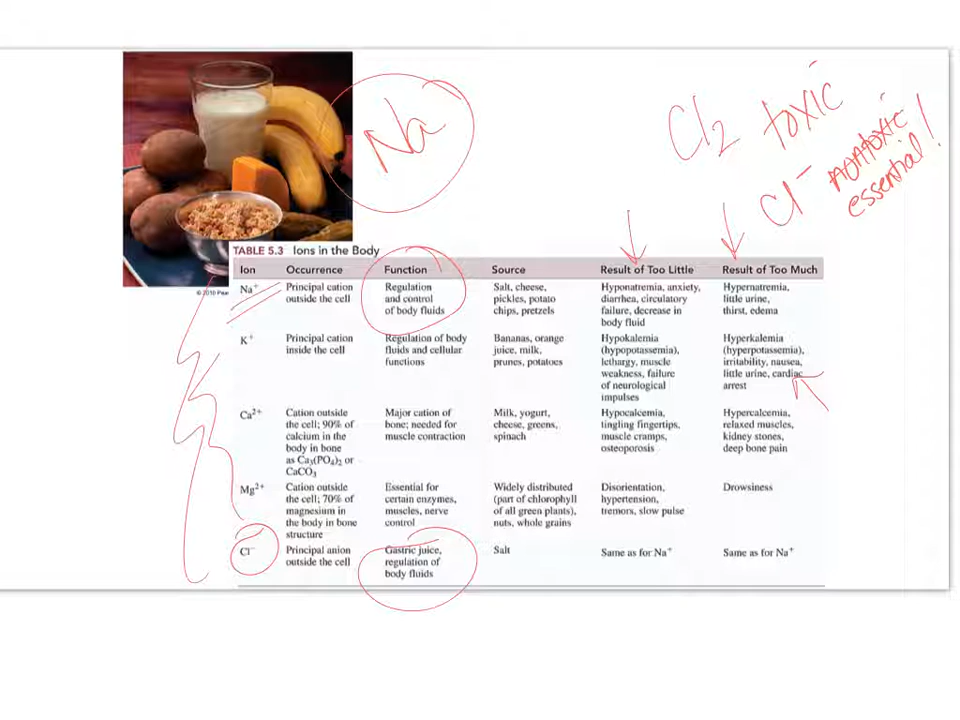 Na
Cl2 toxic
Cl⁻ nontoxic
essential!
TABLE 5.3 Ions in the Body
Ion Occurrence Function Source Result of Too Little Result of Too Much
© 2010
Na⁺ Principal cation Regulation Salt, cheese, Hyponatremia, anxiety, Hypernatremia,
outside the cell and control pickles, potato diarrhea, circulatory little urine,
of body fluids chips, pretzels failure, decrease in thirst, edema
body fluid
K⁺ Principal cation Regulation of body Bananas, orange Hypokalemia Hyperkalemia
inside the cell fluids and cellular juice, milk, (hypopotassemia), (hyperpotassemia),
functions prunes, potatoes lethargy, muscle irritability, nausea,
weakness, failure little urine, cardiac
of neurological arrest
impulses
Ca²⁺ Cation outside Major cation of Milk, yogurt, Hypocalcemia, Hypercalcemia,
the cell; 90% of bone; needed for cheese, greens, tingling fingertips, relaxed muscles,
calcium in the muscle contraction spinach muscle cramps, kidney stones,
body in bone osteoporosis deep bone pain
as Ca₃(PO₄)₂ or
CaCO₃
Mg²⁺ Cation outside Essential for Widely distributed Disorientation, Drowsiness
the cell; 70% of certain enzymes, (part of chlorophyll hypertension,
magnesium in muscles, nerve of all green plants), tremors, slow pulse
the body in bone control nuts, whole grains
structure
Cl⁻ Principal anion Gastric juice, Salt Same as for Na⁺ Same as for Na⁺
outside the cell regulation of
body fluids